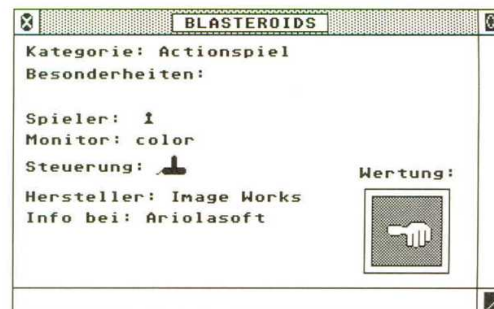 BLASTEROIDS
Kategorie: Actionspiel
Besonderheiten:
Spieler:
Monitor: color
Steuerung:
Wertung:
Hersteller: Image Works
Info bei: Ariolasoft